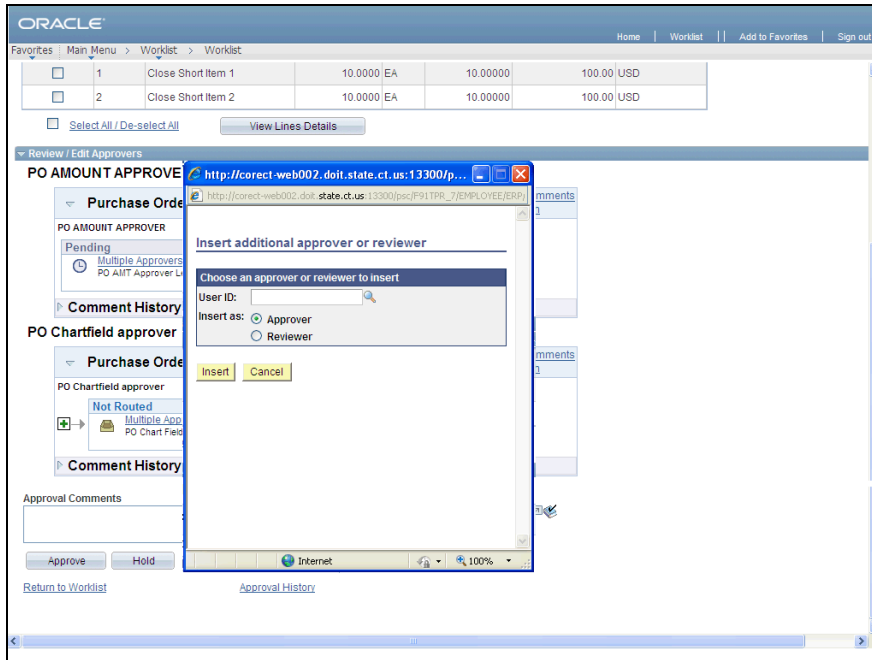 ORACLE
Home | Worklist || Add to Favorites | Sign out
Favorites | Main Menu > Worklist > Worklist
1 Close Short Item 1 10.0000 EA 10.00000 100.00 USD
2 Close Short Item 2 10.0000 EA 10.00000 100.00 USD
Select All / De-select All View Lines Details
Review / Edit Approvers
PO AMOUNT APPROVE
Purchase Orde
PO AMOUNT APPROVER
Pending
Multiple Approvers
PO AMT Approver
Comment History
PO Chartfield approver
Purchase Orde
PO Chartfield approver
Not Routed
Multiple App
PO Chart Field
Comment History
mments
mments
http://corect-web002.doit.state.ct.us:13300/p...
http://corect-web002.doit.state.ct.us:13300/psc/F91TPR_7/EMPLOYEE/ERP/
Insert additional approver or reviewer
Choose an approver or reviewer to insert
User ID:
Insert as: Approver
Reviewer
Insert Cancel
Internet 100%
Approval Comments
Approve Hold
Return to Worklist Approval History